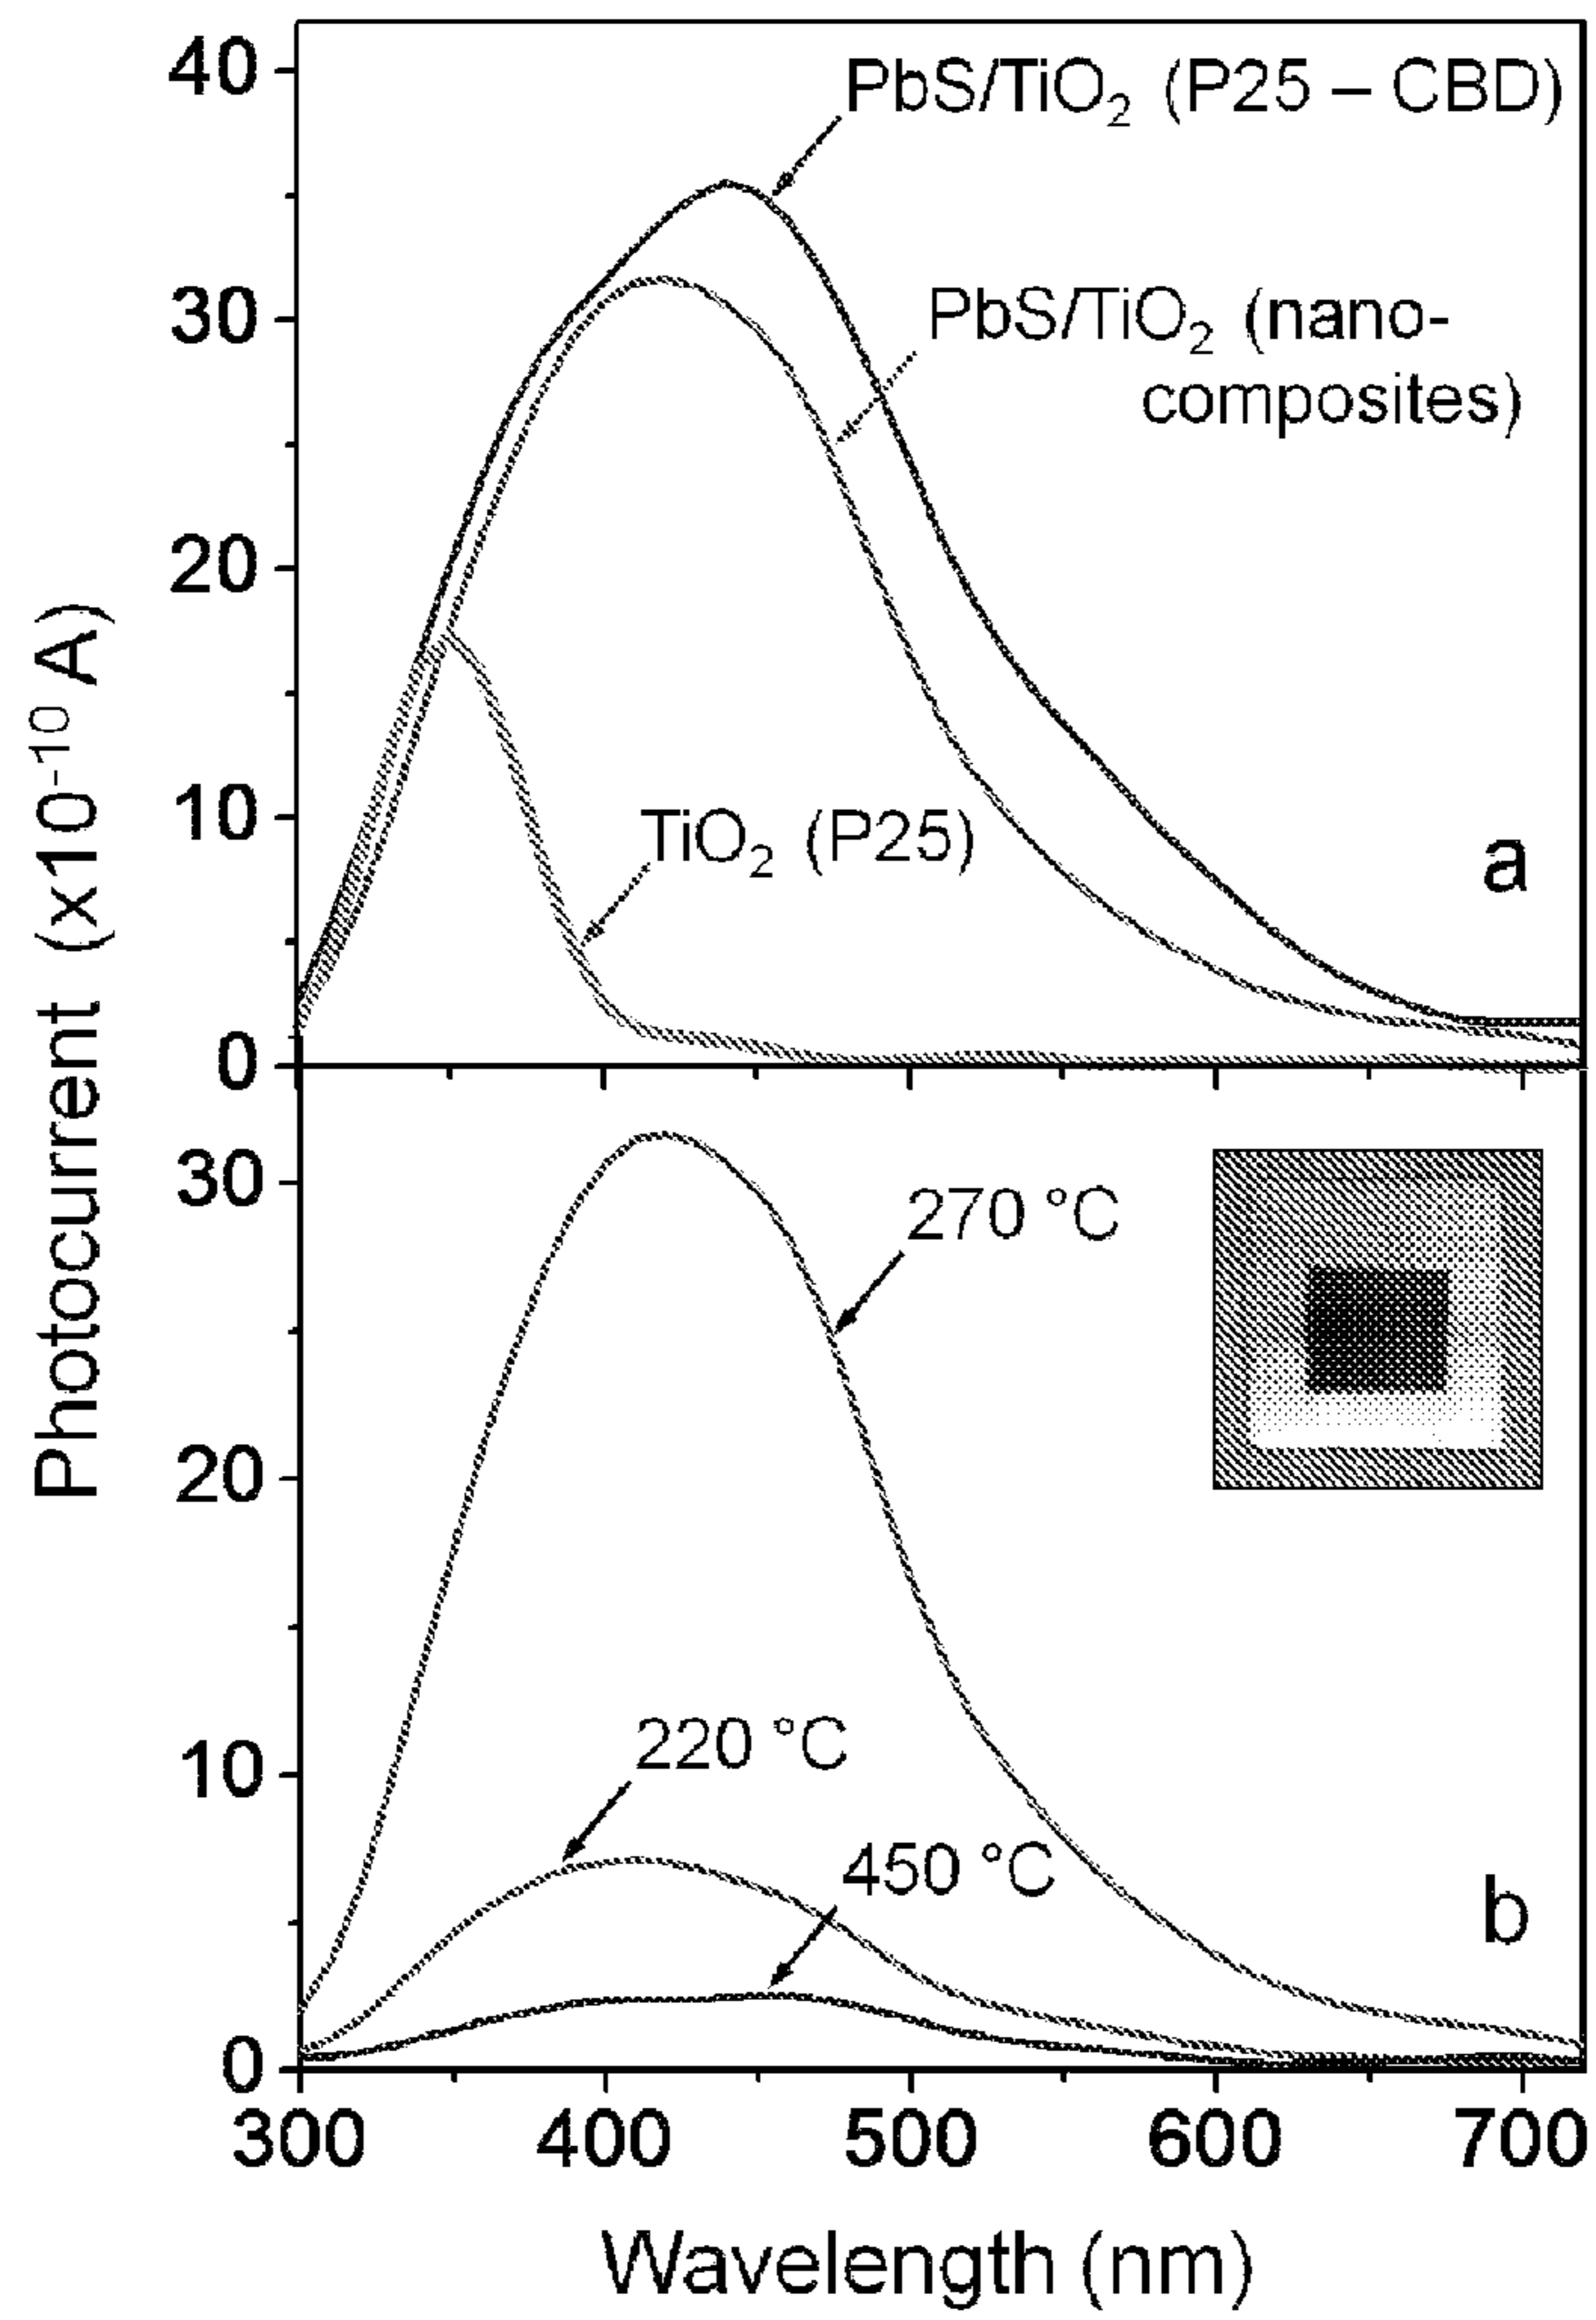 Photocurrent (x10⁻¹⁰ A)
40
30
20
10
0
PbS/TiO₂ (P25 – CBD)
PbS/TiO₂ (nano-
composites)
TiO₂ (P25)
a
30
20
10
0
270 °C
220 °C
450 °C
b
300 400 500 600 700
Wavelength (nm)